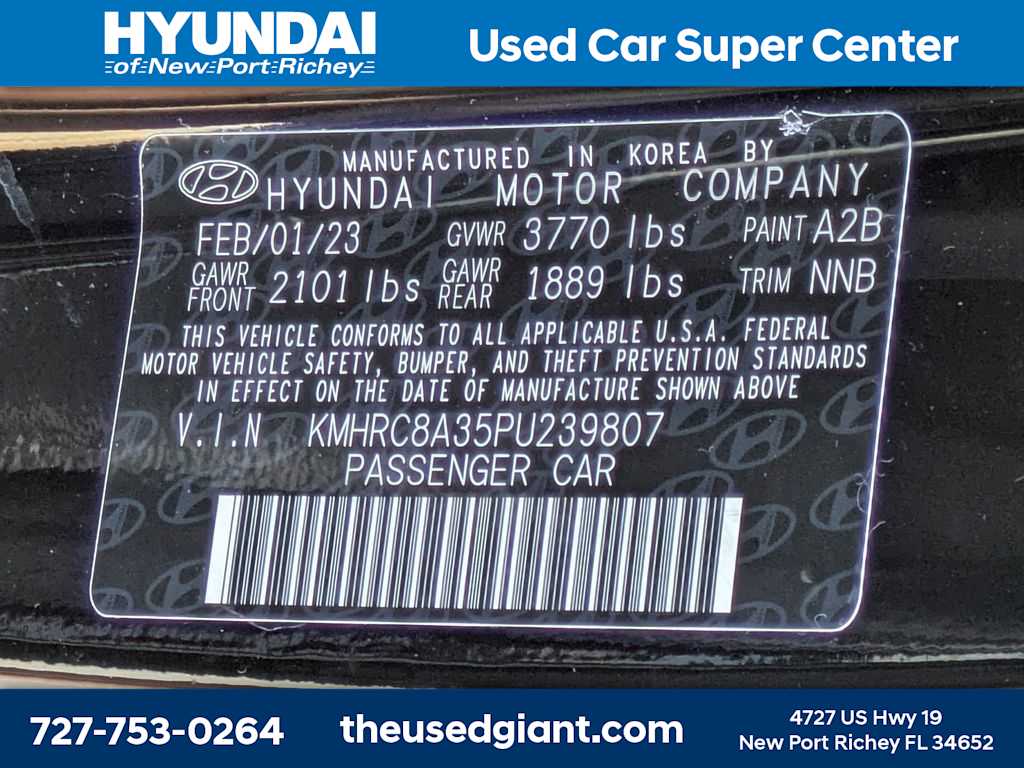 HYUNDAI
of New Port Richey
Used Car Super Center
MANUFACTURED IN KOREA BY
HYUNDAI MOTOR COMPANY
FEB/01/23 GVWR 3770 lbs PAINT A2B
GAWR FRONT 2101 lbs GAWR REAR 1889 lbs TRIM NNB
THIS VEHICLE CONFORMS TO ALL APPLICABLE U.S.A. FEDERAL
MOTOR VEHICLE SAFETY, BUMPER, AND THEFT PREVENTION STANDARDS
IN EFFECT ON THE DATE OF MANUFACTURE SHOWN ABOVE
V.I.N KMHRC8A35PU239807
PASSENGER CAR
727-753-0264
theusedgiant.com
4727 US Hwy 19
New Port Richey FL 34652